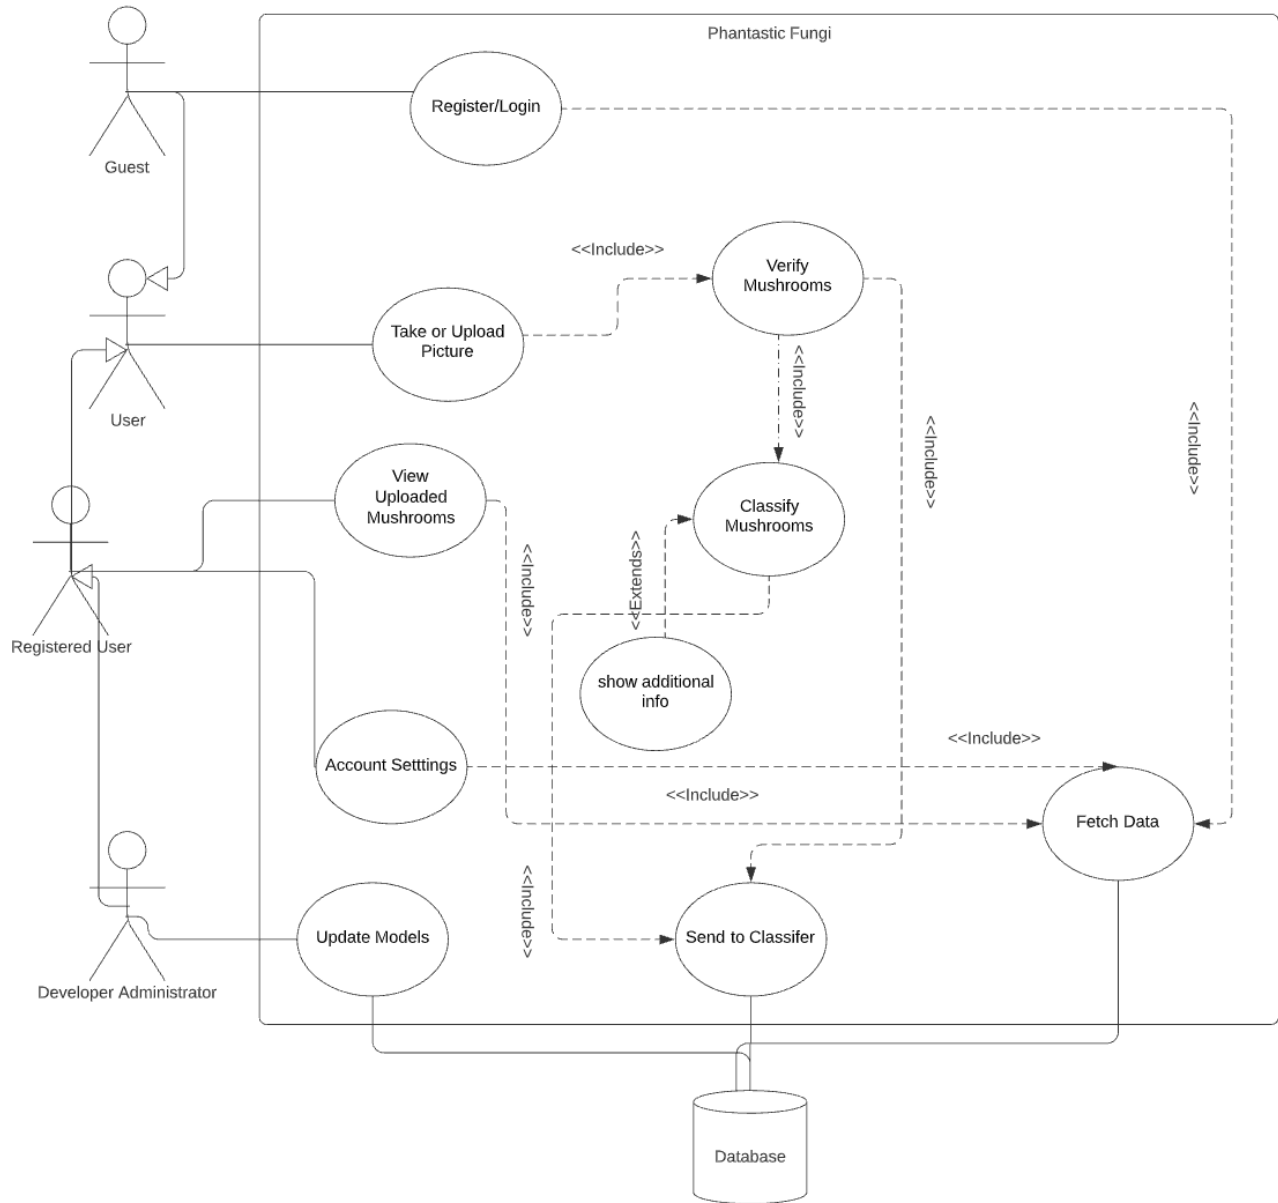 Phantastic Fungi
Register/Login
Guest
<<Include>>
Verify
Mushrooms
Take or Upload
Picture
<<Include>>
User
<<Include>>
<<Include>>
View
Uploaded
Mushrooms
Classify
Mushrooms
<<Include>>
<<Extends>>
Registered User
show additional
info
Account Setttings
<<Include>>
<<Include>>
Fetch Data
<<Include>>
Update Models
Send to Classifer
Developer Administrator
Database